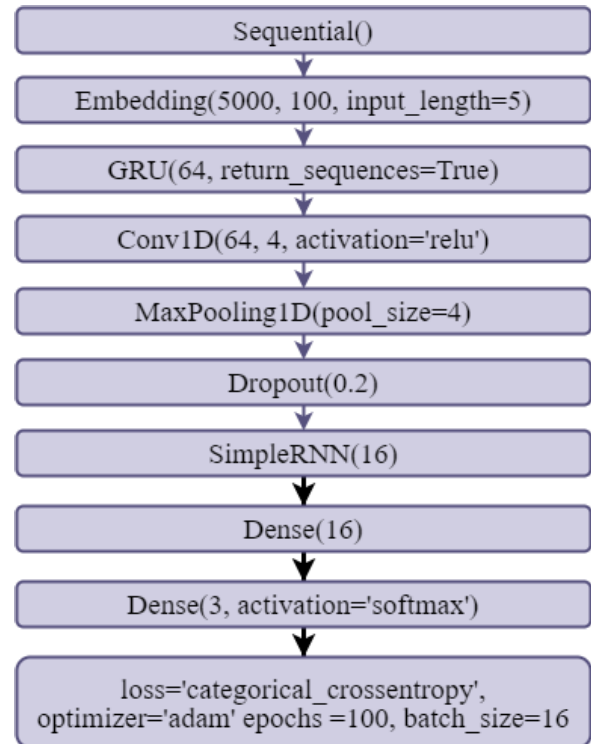 Sequential()
Embedding(5000, 100, input_length=5)
GRU(64, return_sequences=True)
Conv1D(64, 4, activation='relu')
MaxPooling1D(pool_size=4)
Dropout(0.2)
SimpleRNN(16)
Dense(16)
Dense(3, activation='softmax')
loss='categorical_crossentropy',
optimizer='adam' epochs =100, batch_size=16